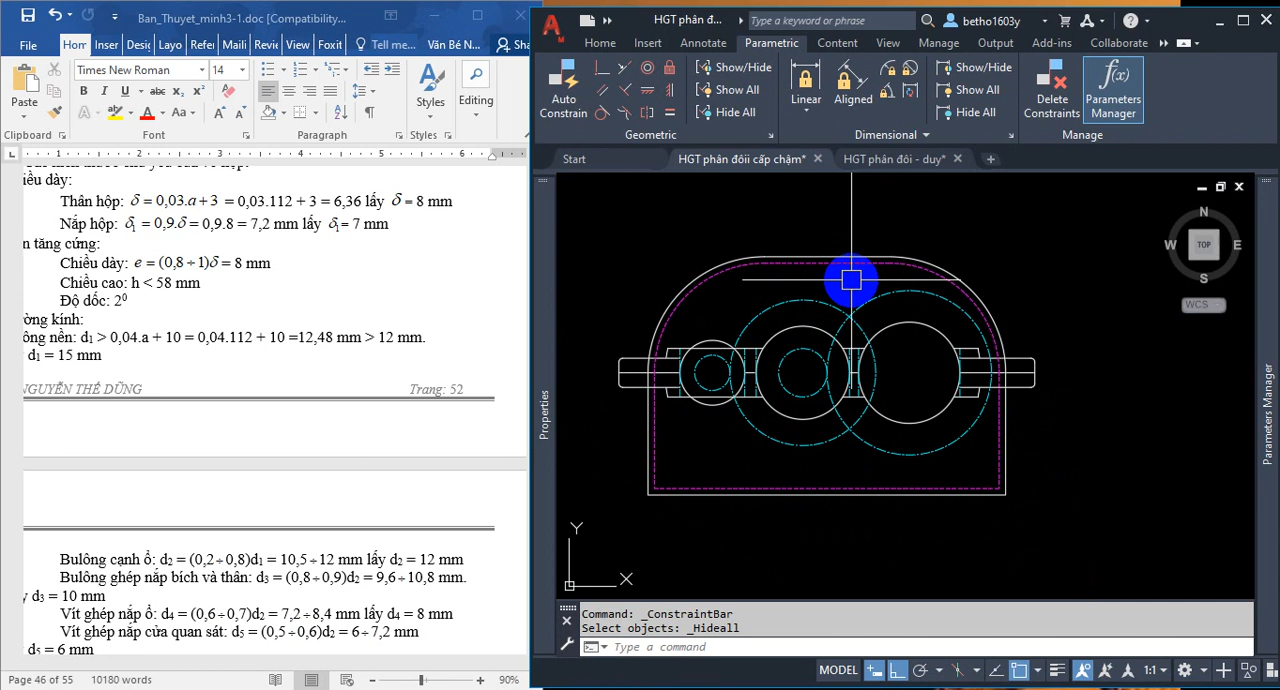 Ban_Thuyet_minh3-1.doc [Compatibility
File
Hom
Inser
Desig
Layo
Refer
Maili
Revie
View
Foxit
Tell me...
Văn Bé N...
Sha
Paste
Times New Roman
14
B I U abc x₂ x²
Aa
Styles
Editing
Clipboard
Font
Paragraph
Styles
1 2 3 4 5 6
iều dày:
Thân hộp: δ = 0,03.a + 3 = 0,03.112 + 3 = 6,36 lấy δ = 8 mm
Nắp hộp: δ₁ = 0,9.δ = 0,9.8 = 7,2 mm lấy δ₁ = 7 mm
n tăng cứng:
Chiều dày: e = (0,8 ÷ 1)δ = 8 mm
Chiều cao: h < 58 mm
Độ dốc: 2⁰
ờng kính:
ông nền: d₁ > 0,04.a + 10 = 0,04.112 + 10 =12,48 mm > 12 mm.
d₁ = 15 mm
NGUYỄN THẾ DŨNG Trang: 52
Bulông cạnh ổ: d₂ = (0,2÷0,8)d₁ = 10,5÷12 mm lấy d₂ = 12 mm
Bulông ghép nắp bích và thân: d₃ = (0,8÷0,9)d₂ = 9,6÷10,8 mm.
y d₃ = 10 mm
Vít ghép nắp ổ: d₄ = (0,6÷0,7)d₂ = 7,2÷8,4 mm lấy d₄ = 8 mm
Vít ghép nắp cửa quan sát: d₅ = (0,5÷0,6)d₂ = 6÷7,2 mm
d₅ = 6 mm
Page 46 of 55
10180 words
90%
HGT phân đ...
Type a keyword or phrase
betho1603y
Home
Insert
Annotate
Parametric
Content
View
Manage
Output
Add-ins
Collaborate
Auto
Constrain
Show/Hide
Show All
Hide All
Geometric
Linear
Aligned
Show/Hide
Show All
Hide All
Dimensional
Delete
Constraints
f(x)
Parameters
Manager
Manage
Start
HGT phân đôii cấp chậm*
HGT phân đôi - duy*
Properties
Parameters Manager
N
W
TOP
E
S
WCS
Y
X
Command: _ConstraintBar
Select objects: _Hideall
Type a command
MODEL
1:1